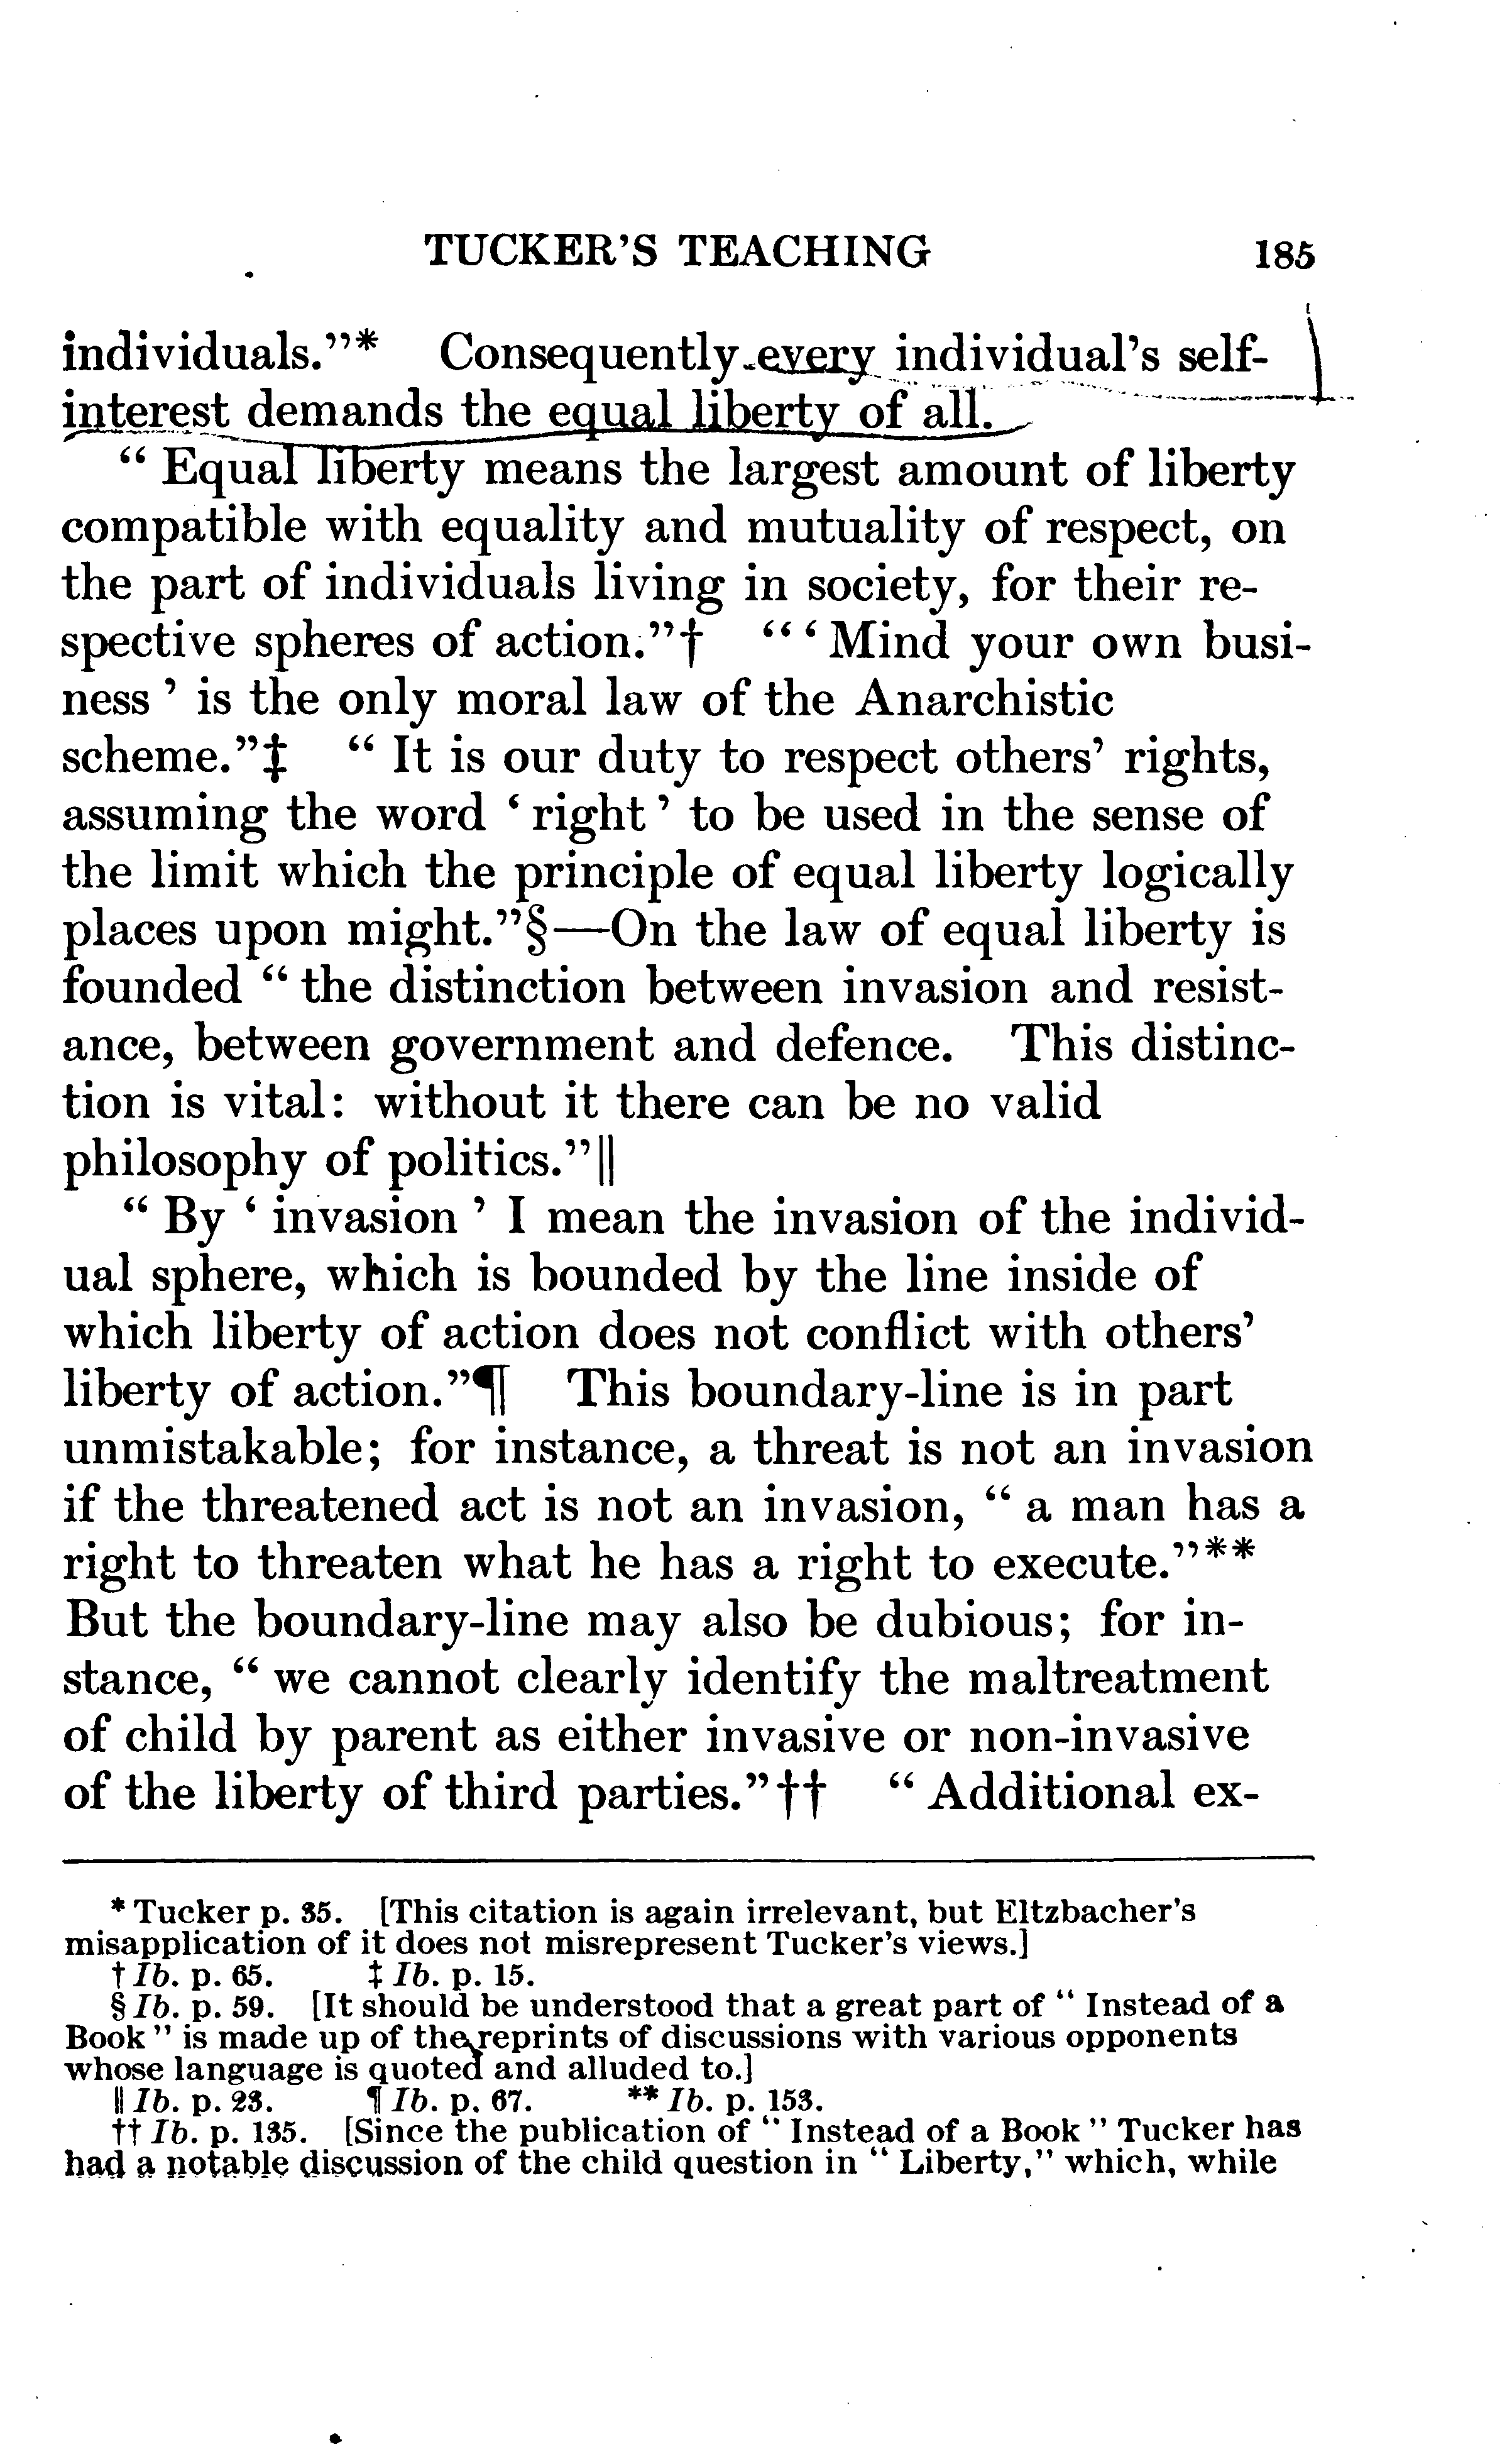 TUCKER'S TEACHING 185
individuals."* Consequently every individual's self-
interest demands the equal liberty of all.
" Equal liberty means the largest amount of liberty
compatible with equality and mutuality of respect, on
the part of individuals living in society, for their re-
spective spheres of action."† "' Mind your own busi-
ness ' is the only moral law of the Anarchistic
scheme."‡ " It is our duty to respect others' rights,
assuming the word ' right ' to be used in the sense of
the limit which the principle of equal liberty logically
places upon might."§—On the law of equal liberty is
founded " the distinction between invasion and resist-
ance, between government and defence. This distinc-
tion is vital: without it there can be no valid
philosophy of politics."||
" By ' invasion ' I mean the invasion of the individ-
ual sphere, which is bounded by the line inside of
which liberty of action does not conflict with others'
liberty of action."¶ This boundary-line is in part
unmistakable; for instance, a threat is not an invasion
if the threatened act is not an invasion, " a man has a
right to threaten what he has a right to execute."**
But the boundary-line may also be dubious; for in-
stance, " we cannot clearly identify the maltreatment
of child by parent as either invasive or non-invasive
of the liberty of third parties."†† " Additional ex-
* Tucker p. 35. [This citation is again irrelevant, but Eltzbacher's
misapplication of it does not misrepresent Tucker's views.]
† Ib. p. 65. ‡ Ib. p. 15.
§ Ib. p. 59. [It should be understood that a great part of " Instead of a
Book " is made up of the reprints of discussions with various opponents
whose language is quoted and alluded to.]
|| Ib. p. 23. ¶ Ib. p. 67. ** Ib. p. 153.
†† Ib. p. 135. [Since the publication of " Instead of a Book " Tucker has
had a notable discussion of the child question in " Liberty," which, while